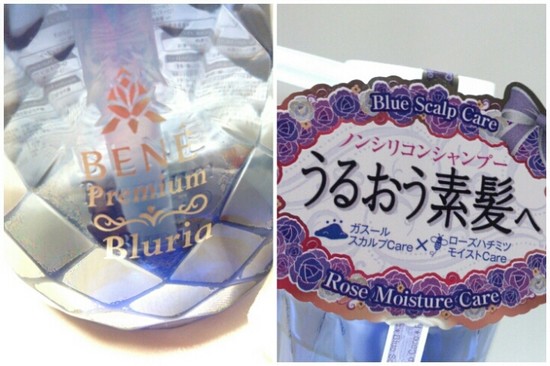 BENE
Premium
Bluria
Blue Scalp Care
ノンシリコンシャンプー
うるおう素髪へ
ガスール
スカルプCare
×
ローズハチミツ
モイストCare
Rose Moisture Care